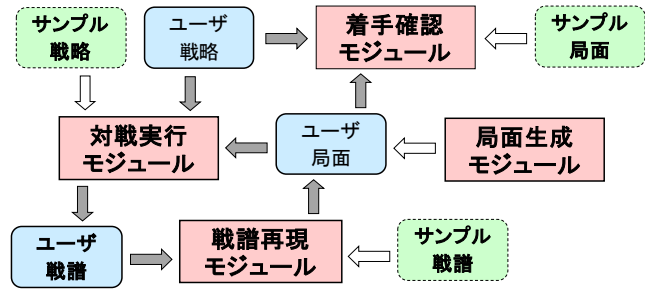 サンプル
戦略
ユーザ
戦略
着手確認
モジュール
サンプル
局面
対戦実行
モジュール
ユーザ
局面
局面生成
モジュール
ユーザ
戦譜
戦譜再現
モジュール
サンプル
戦譜